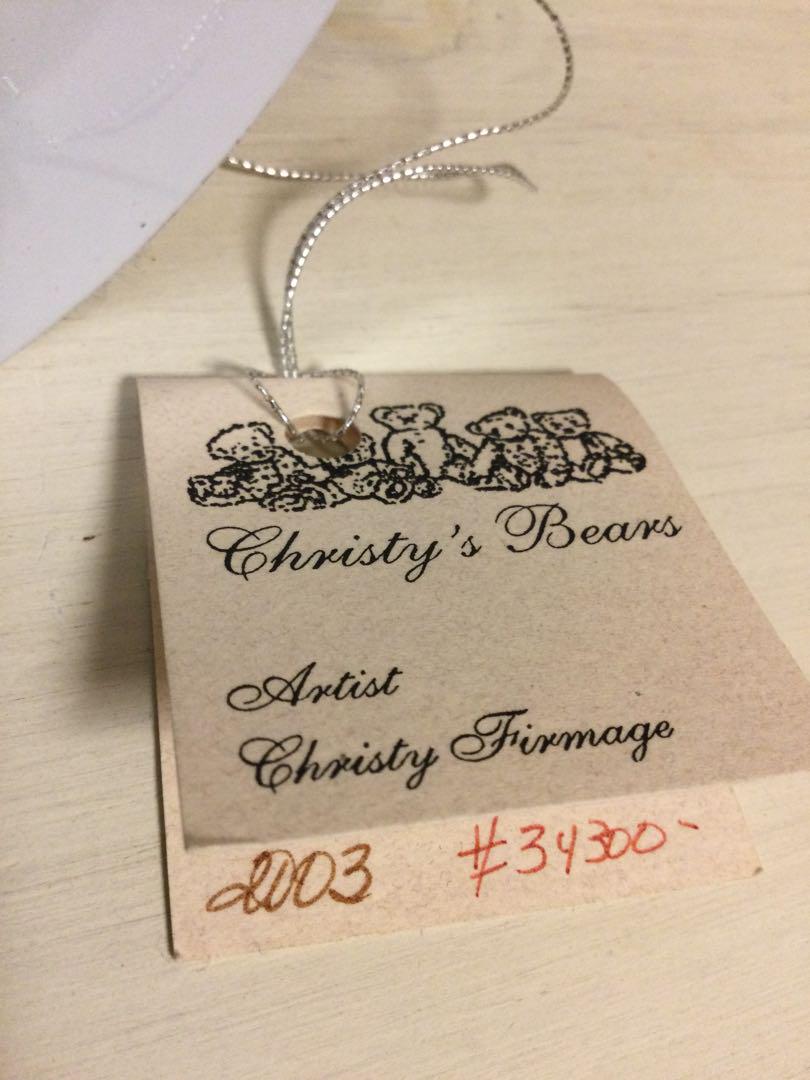 Christy's Bears
Artist
Christy Firmage
2003 #34300-